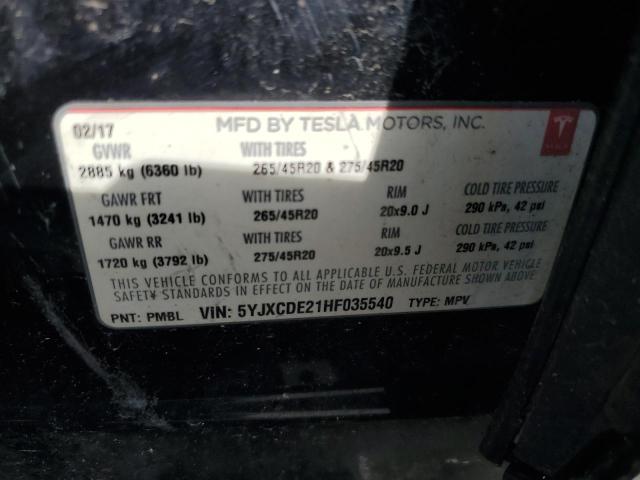 02/17 MFD BY TESLA MOTORS, INC.
GVWR WITH TIRES
2885 kg (6360 lb) 265/45R20 & 275/45R20
GAWR FRT WITH TIRES RIM COLD TIRE PRESSURE
1470 kg (3241 lb) 265/45R20 20x9.0 J 290 kPa, 42 psi
GAWR RR WITH TIRES RIM COLD TIRE PRESSURE
1720 kg (3792 lb) 275/45R20 20x9.5 J 290 kPa, 42 psi
THIS VEHICLE CONFORMS TO ALL APPLICABLE U.S. FEDERAL MOTOR VEHICLE
SAFETY STANDARDS IN EFFECT ON THE DATE OF MANUFACTURE SHOWN ABOVE.
PNT: PMBL VIN: 5YJXCDE21HF035540 TYPE: MPV
TESLA